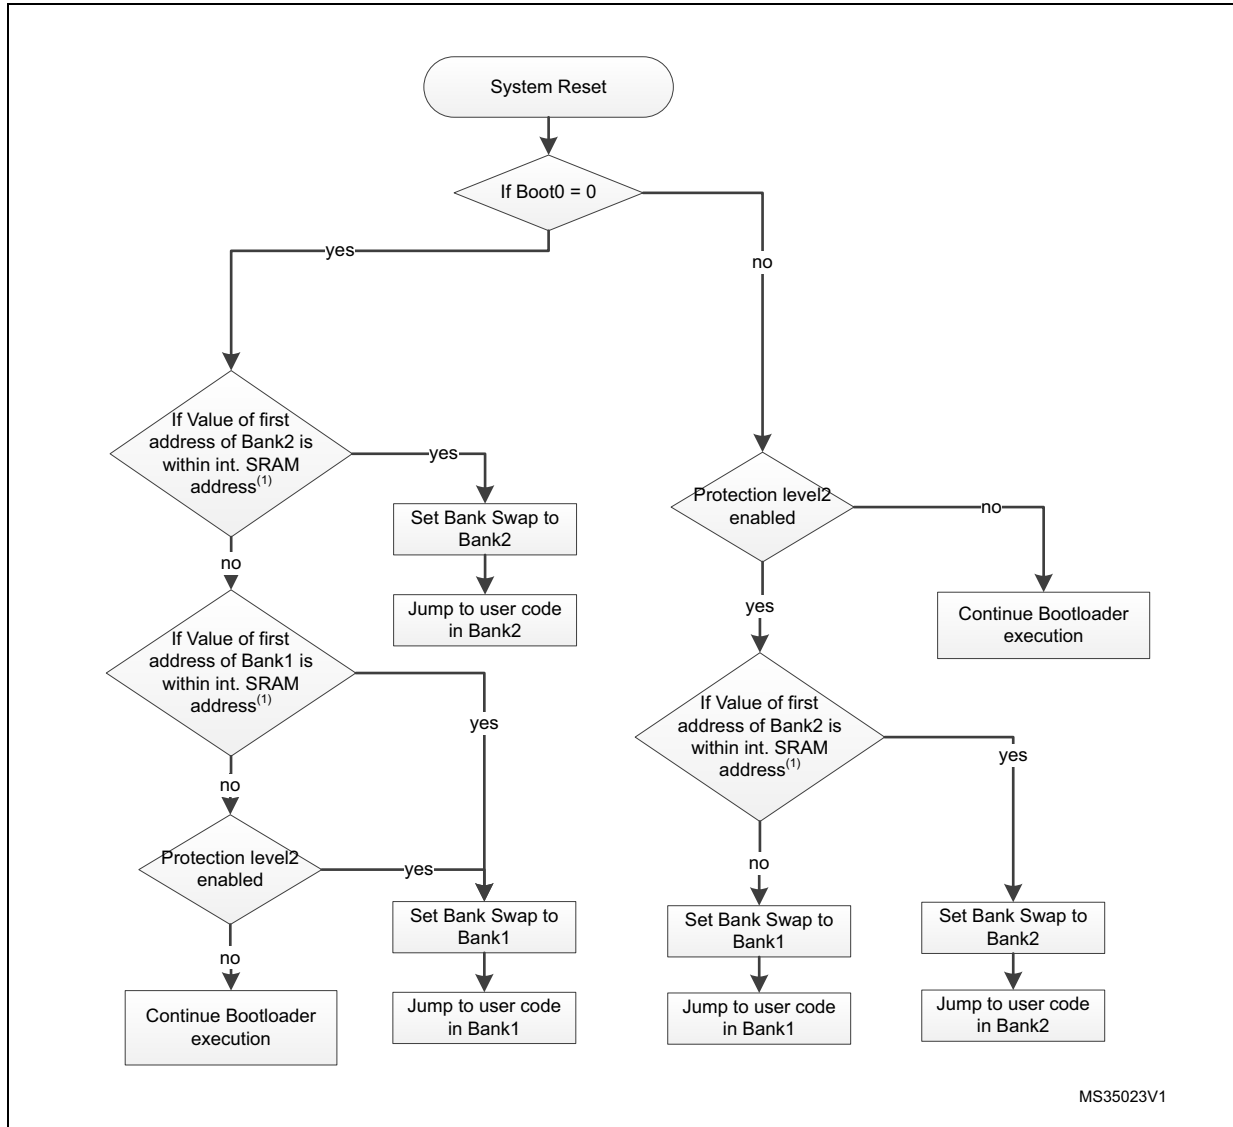 System Reset
If Boot0 = 0
yes
no
If Value of first
address of Bank2 is
within int. SRAM
address(1)
yes
Set Bank Swap to
Bank2
Jump to user code
in Bank2
no
If Value of first
address of Bank1 is
within int. SRAM
address(1)
yes
no
Protection level2
enabled
yes
Set Bank Swap to
Bank1
Jump to user code
in Bank1
no
Continue Bootloader
execution
Protection level2
enabled
no
Continue Bootloader
execution
yes
If Value of first
address of Bank2 is
within int. SRAM
address(1)
yes
no
Set Bank Swap to
Bank1
Jump to user code
in Bank1
Set Bank Swap to
Bank2
Jump to user code
in Bank2
MS35023V1